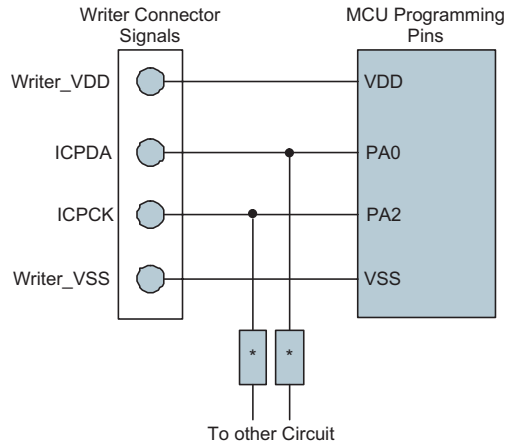 Writer Connector
Signals
MCU Programming
Pins
Writer_VDD
VDD
ICPDA
PA0
ICPCK
PA2
Writer_VSS
VSS
*
*
To other Circuit